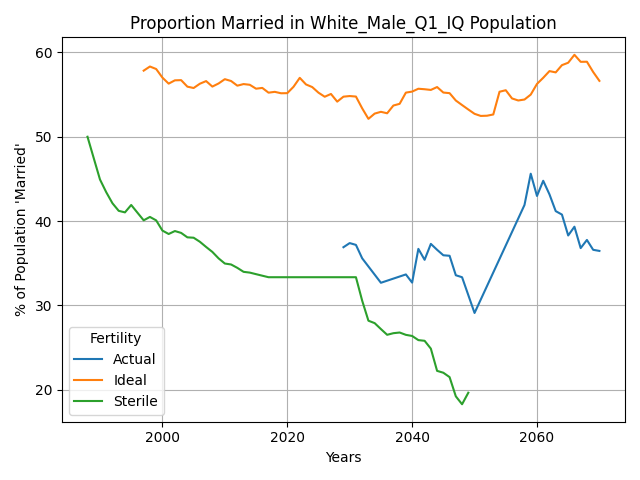 Proportion Married in White_Male_Q1_IQ Population
% of Population 'Married'
60
50
40
30
20
Fertility
Actual
Ideal
Sterile
2000
2020
2040
2060
Years